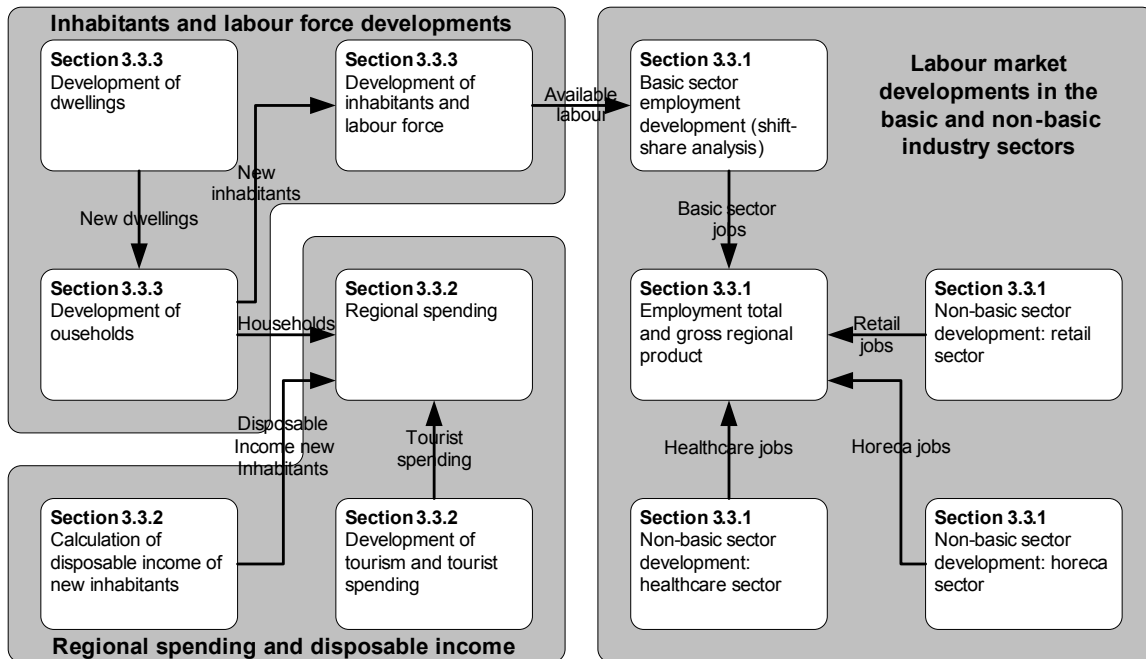 Inhabitants and labour force developments
Section 3.3.3
Development of
dwellings
Section 3.3.3
Development of
inhabitants and
labour force
Available
labour
New
inhabitants
New dwellings
Section 3.3.3
Development of
ouseholds
Households
Section 3.3.2
Regional spending
Disposable
Income new
Inhabitants
Tourist
spending
Section 3.3.2
Calculation of
disposable income of
new inhabitants
Section 3.3.2
Development of
tourism and tourist
spending
Regional spending and disposable income
Section 3.3.1
Basic sector
employment
development (shift-
share analysis)
Labour market
developments in the
basic and non-basic
industry sectors
Basic sector
jobs
Section 3.3.1
Employment total
and gross regional
product
Retail
jobs
Section 3.3.1
Non-basic sector
development: retail
sector
Healthcare jobs
Horeca jobs
Section 3.3.1
Non-basic sector
development:
healthcare sector
Section 3.3.1
Non-basic sector
development: horeca
sector